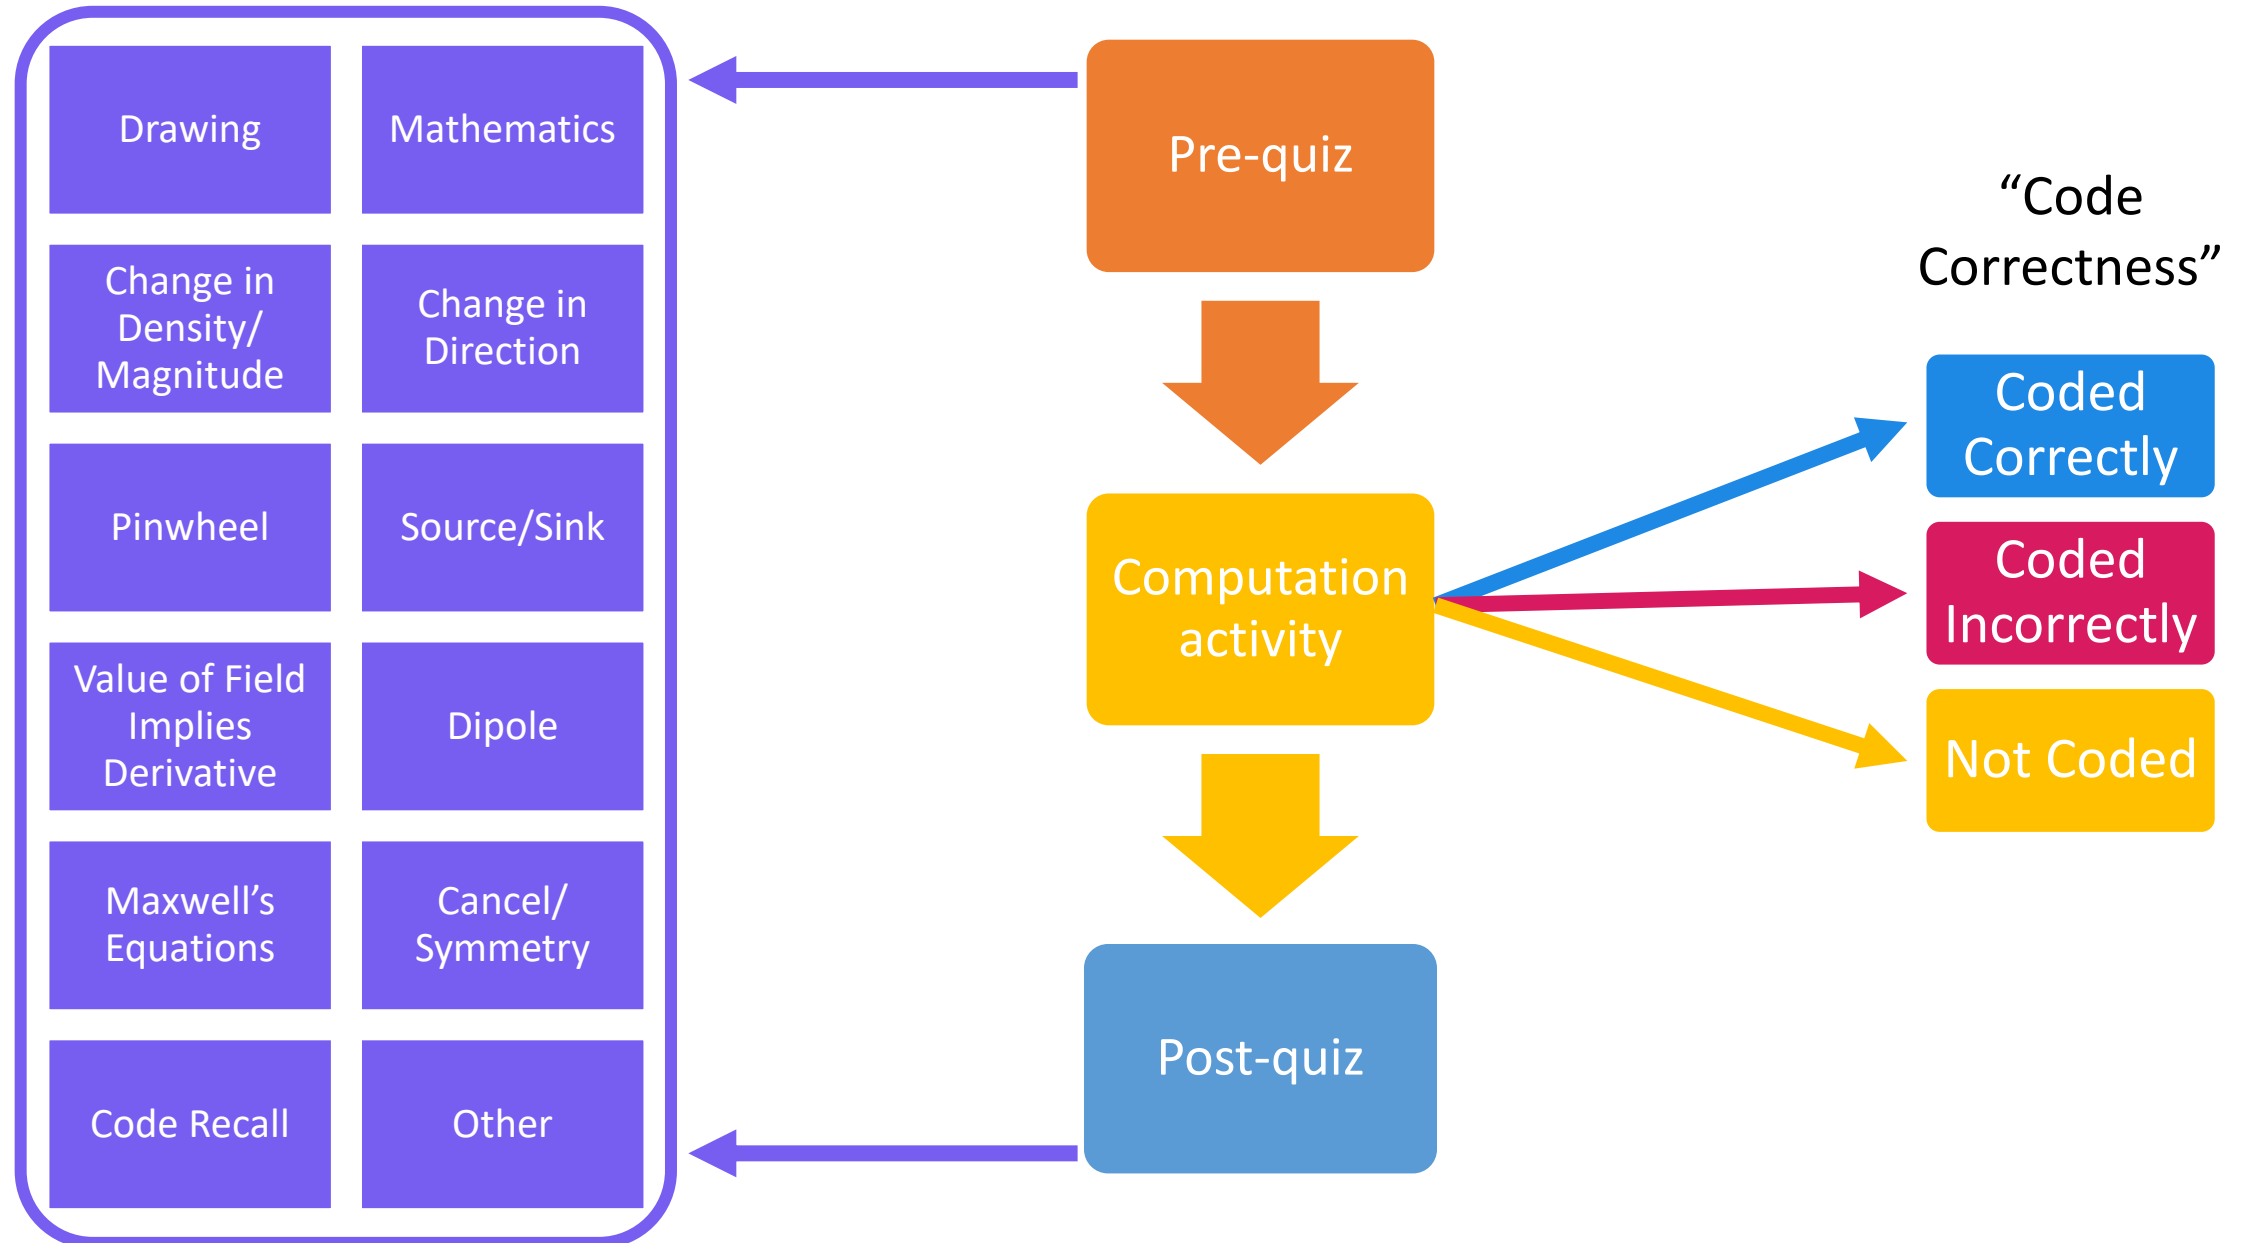 Drawing
Mathematics
Change in
Density/
Magnitude
Change in
Direction
Pinwheel
Source/Sink
Value of Field
Implies
Derivative
Dipole
Maxwell’s
Equations
Cancel/
Symmetry
Code Recall
Other
Pre-quiz
Computation
activity
Post-quiz
“Code
Correctness”
Coded
Correctly
Coded
Incorrectly
Not Coded